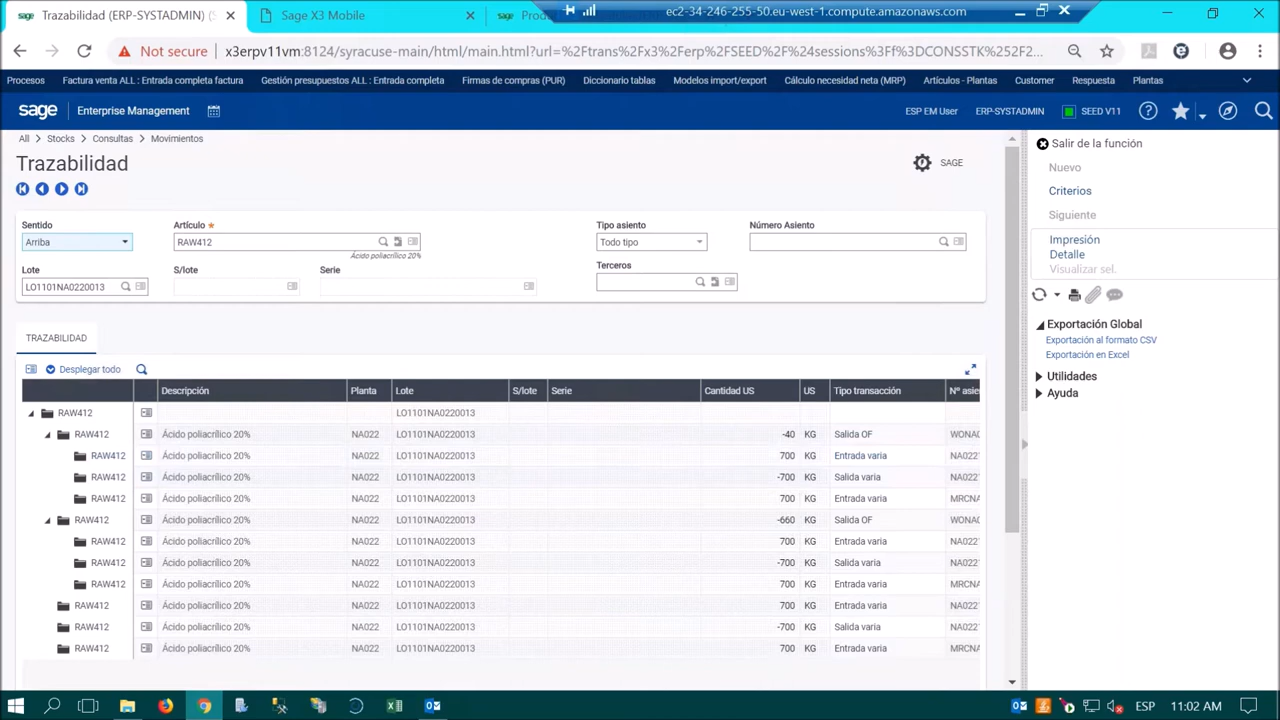 Trazabilidad (ERP-SYSTADMIN) (S
Sage X3 Mobile
ec2-34-246-255-50.eu-west-1.compute.amazonaws.com
Not secure
x3erpv11vm:8124/syracuse-main/html/main.html?url=%2Ftrans%2Fx3%2Ferp%2FSEED%2F%24sessions%3Ff%3DCONSSTK%252F2...
Procesos
Factura venta ALL : Entrada completa factura
Gestión presupuestos ALL : Entrada completa
Firmas de compras (PUR)
Diccionario tablas
Modelos import/export
Cálculo necesidad neta (MRP)
Artículos - Plantas
Customer
Respuesta
Plantas
sage Enterprise Management
ESP EM User
ERP-SYSTADMIN
SEED V11
All > Stocks > Consultas > Movimientos
Trazabilidad
SAGE
Sentido
Artículo *
Tipo asiento
Número Asiento
Arriba
RAW412
Todo tipo
Ácido poliacrílico 20%
Lote
S/lote
Serie
Terceros
LO1101NA0220013
TRAZABILIDAD
Desplegar todo
Descripción Planta Lote S/lote Serie Cantidad US US Tipo transacción Nº asie
RAW412 LO1101NA0220013
RAW412 Ácido poliacrílico 20% NA022 LO1101NA0220013 -40 KG Salida OF WONA
RAW412 Ácido poliacrílico 20% NA022 LO1101NA0220013 700 KG Entrada varia NA022
RAW412 Ácido poliacrílico 20% NA022 LO1101NA0220013 -700 KG Salida varia NA022
RAW412 Ácido poliacrílico 20% NA022 LO1101NA0220013 700 KG Entrada varia MRCNA
RAW412 Ácido poliacrílico 20% NA022 LO1101NA0220013 -660 KG Salida OF WONA
RAW412 Ácido poliacrílico 20% NA022 LO1101NA0220013 700 KG Entrada varia NA022
RAW412 Ácido poliacrílico 20% NA022 LO1101NA0220013 -700 KG Salida varia NA022
RAW412 Ácido poliacrílico 20% NA022 LO1101NA0220013 700 KG Entrada varia MRCNA
RAW412 Ácido poliacrílico 20% NA022 LO1101NA0220013 700 KG Entrada varia NA022
RAW412 Ácido poliacrílico 20% NA022 LO1101NA0220013 -700 KG Salida varia NA022
RAW412 Ácido poliacrílico 20% NA022 LO1101NA0220013 700 KG Entrada varia MRCNA
Salir de la función
Nuevo
Criterios
Siguiente
Impresión
Detalle
Visualizar sel.
Exportación Global
Exportación al formato CSV
Exportación en Excel
Utilidades
Ayuda
ESP
11:02 AM